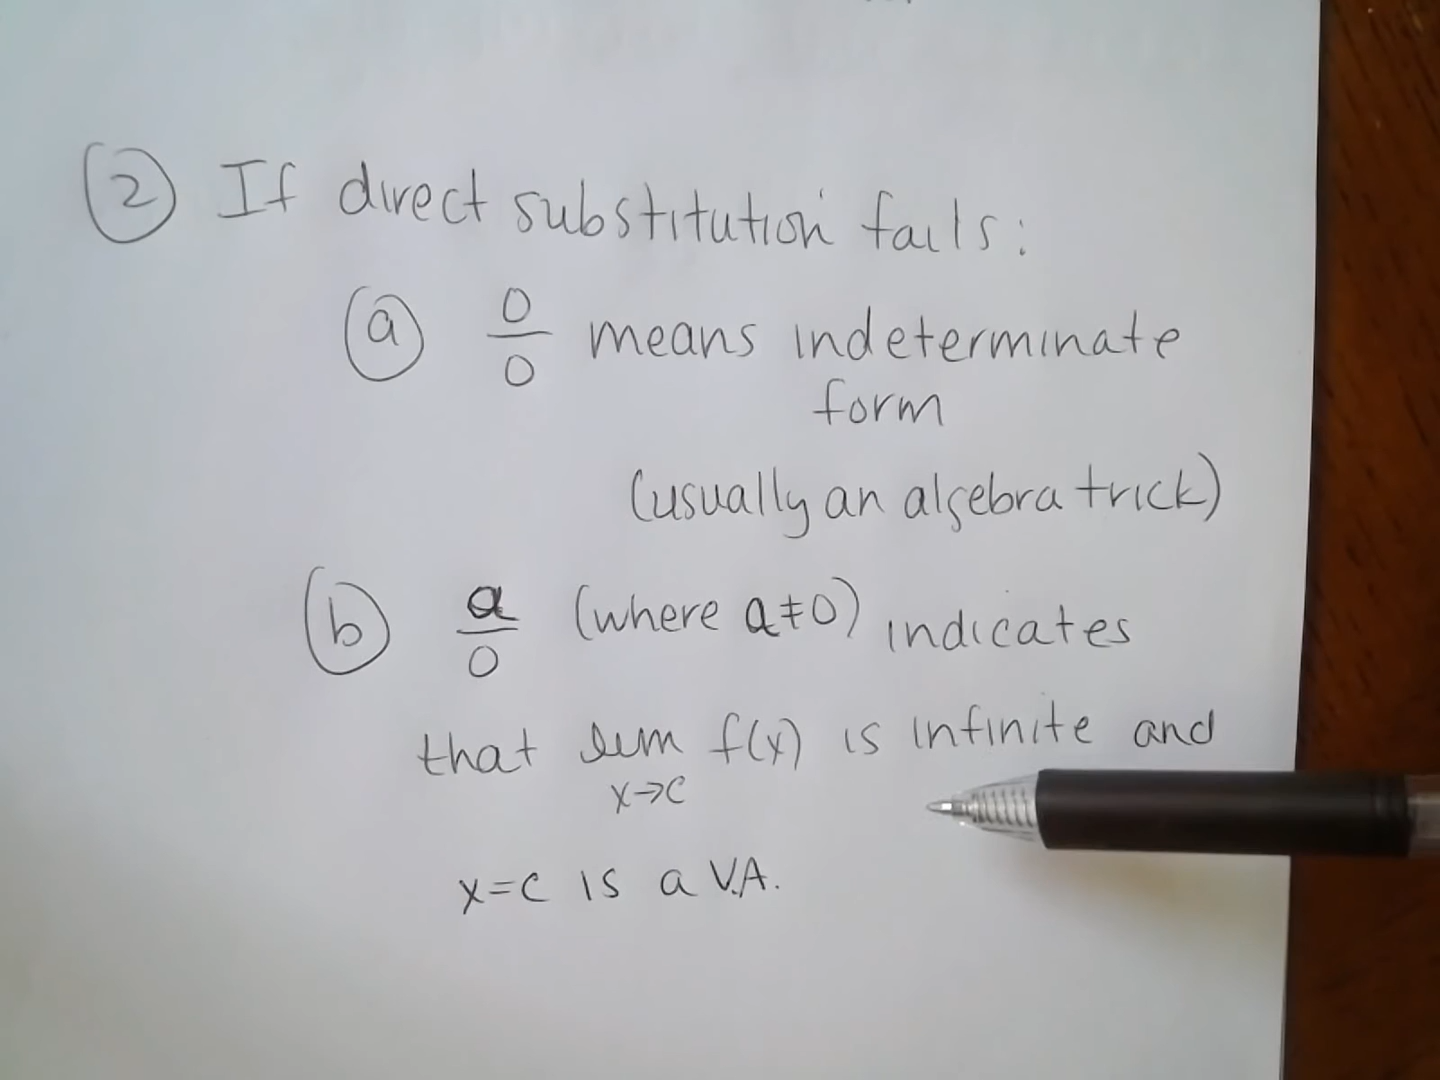 ② If direct substitution fails:
ⓐ 0/0 means indeterminate
form
(usually an algebra trick)
ⓑ a/0 (where a≠0) indicates
that lim f(x) is infinite and
x→c
x=c is a V.A.